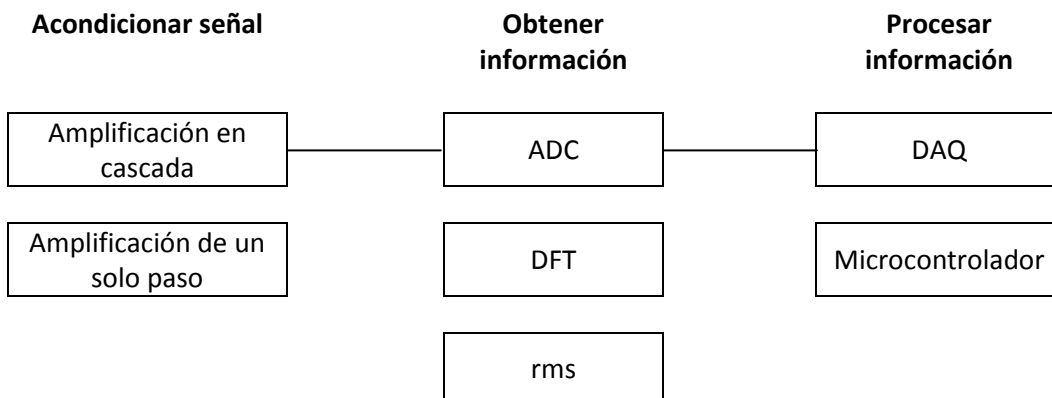 Acondicionar señal
Obtener
información
Procesar
información
Amplificación en
cascada
ADC
DAQ
Amplificación de un
solo paso
DFT
Microcontrolador
rms